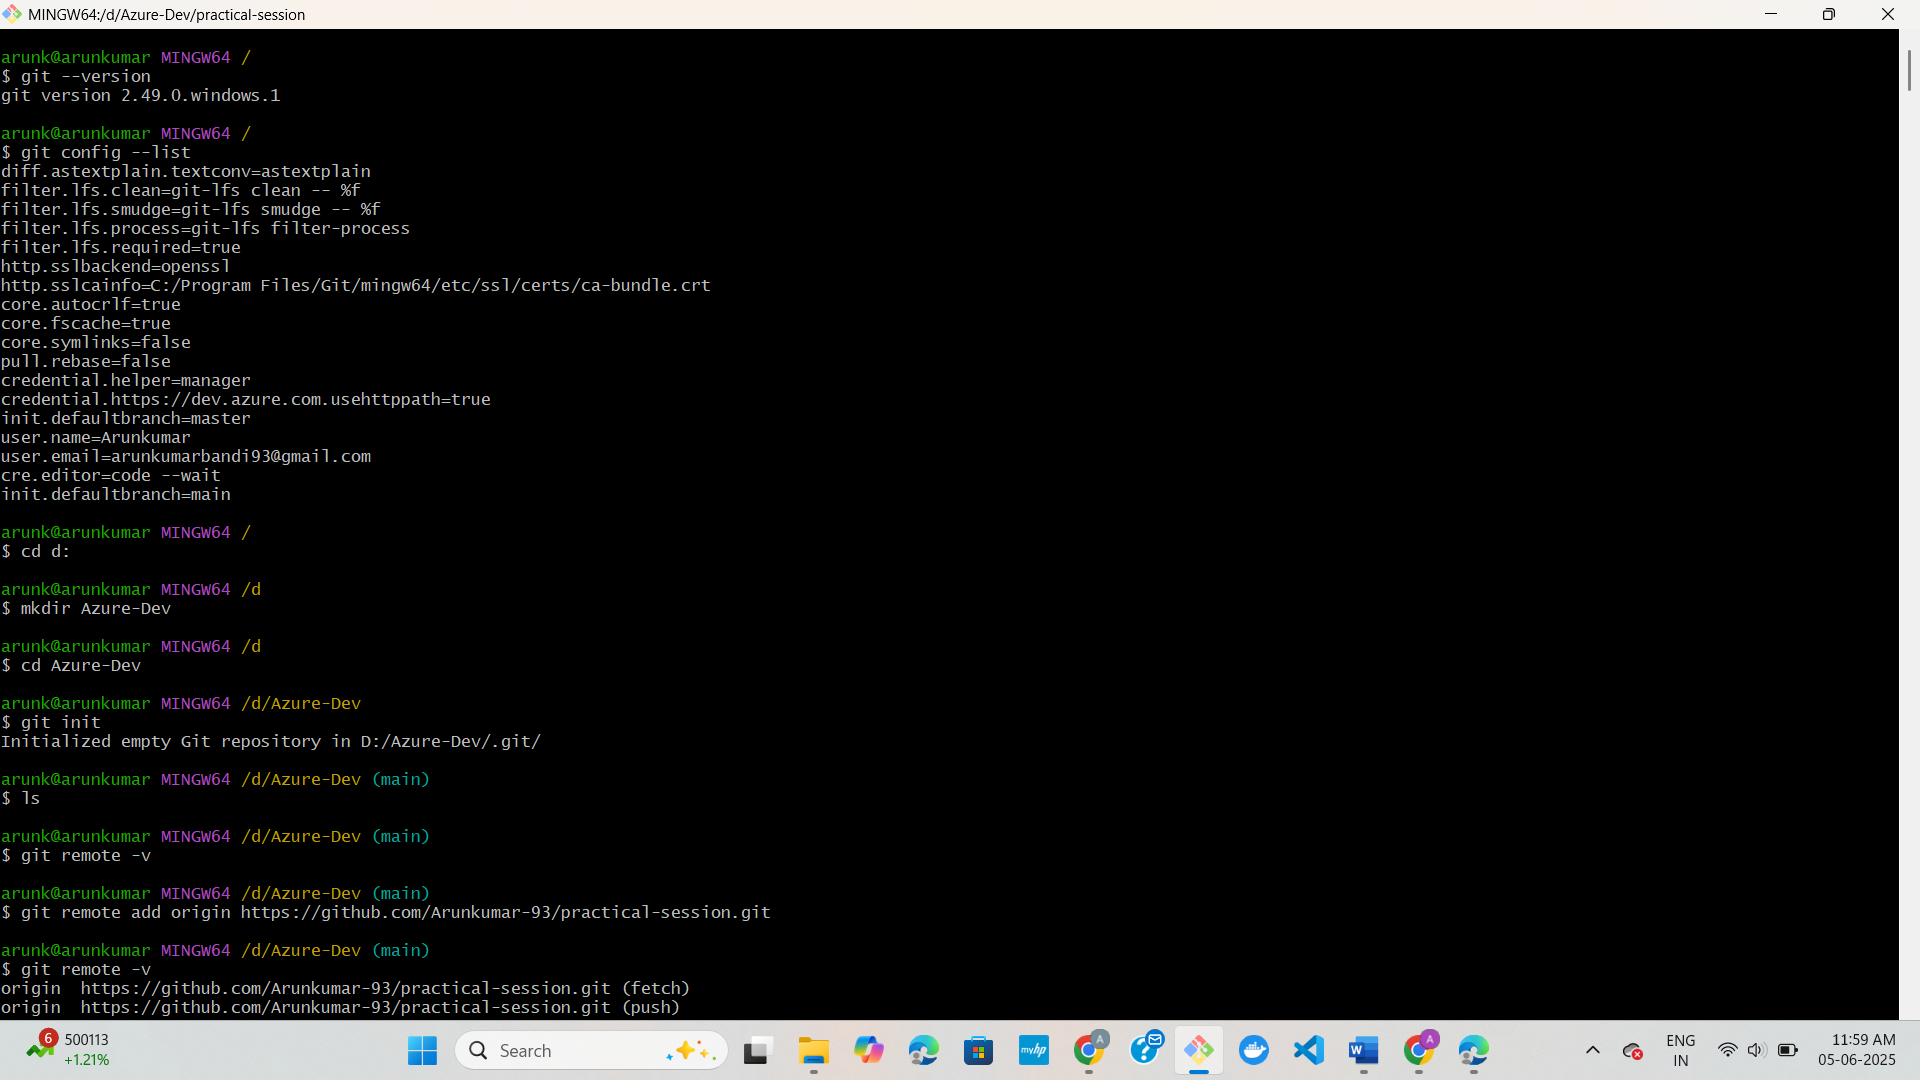 MINGW64:/d/Azure-Dev/practical-session
arunk@arunkumar MINGW64 /
$ git --version
git version 2.49.0.windows.1
arunk@arunkumar MINGW64 /
$ git config --list
diff.astextplain.textconv=astextplain
filter.lfs.clean=git-lfs clean -- %f
filter.lfs.smudge=git-lfs smudge -- %f
filter.lfs.process=git-lfs filter-process
filter.lfs.required=true
http.sslbackend=openssl
http.sslcainfo=C:/Program Files/Git/mingw64/etc/ssl/certs/ca-bundle.crt
core.autocrlf=true
core.fscache=true
core.symlinks=false
pull.rebase=false
credential.helper=manager
credential.https://dev.azure.com.usehttppath=true
init.defaultbranch=master
user.name=Arunkumar
user.email=arunkumarbandi93@gmail.com
cre.editor=code --wait
init.defaultbranch=main
arunk@arunkumar MINGW64 /
$ cd d:
arunk@arunkumar MINGW64 /d
$ mkdir Azure-Dev
arunk@arunkumar MINGW64 /d
$ cd Azure-Dev
arunk@arunkumar MINGW64 /d/Azure-Dev
$ git init
Initialized empty Git repository in D:/Azure-Dev/.git/
arunk@arunkumar MINGW64 /d/Azure-Dev (main)
$ ls
arunk@arunkumar MINGW64 /d/Azure-Dev (main)
$ git remote -v
arunk@arunkumar MINGW64 /d/Azure-Dev (main)
$ git remote add origin https://github.com/Arunkumar-93/practical-session.git
arunk@arunkumar MINGW64 /d/Azure-Dev (main)
$ git remote -v
origin  https://github.com/Arunkumar-93/practical-session.git (fetch)
origin  https://github.com/Arunkumar-93/practical-session.git (push)
6
500113
+1.21%
Search
myhp
A
W
A
ENG
IN
11:59 AM
05-06-2025